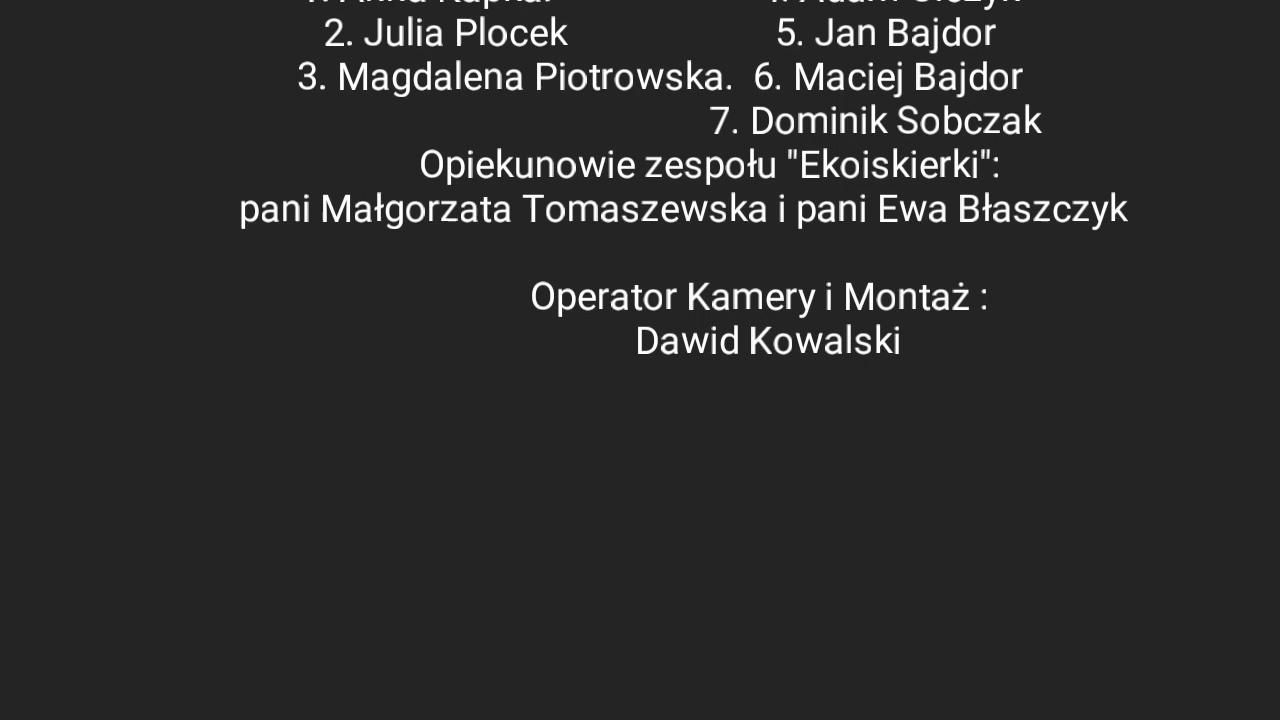 2. Julia Plocek 5. Jan Bajdor
3. Magdalena Piotrowska. 6. Maciej Bajdor
7. Dominik Sobczak
Opiekunowie zespołu "Ekoiskierki":
pani Małgorzata Tomaszewska i pani Ewa Błaszczyk
Operator Kamery i Montaż :
Dawid Kowalski